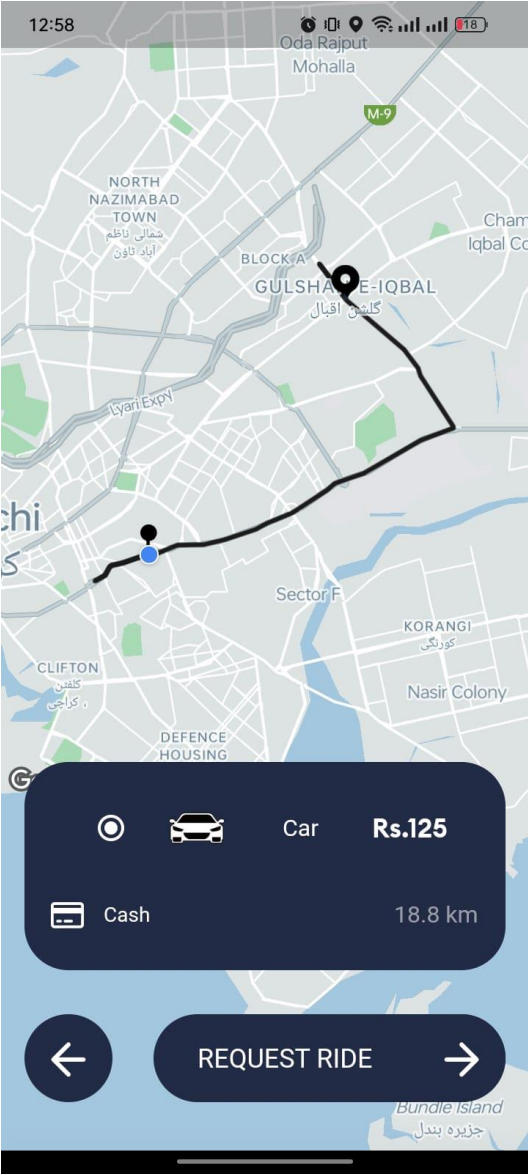 12:58
18
Oda Rajput
Mohalla
M-9
NORTH
NAZIMABAD
TOWN
شمالی ناظم
آباد ٹاؤن
Cham
Iqbal Co
BLOCK A
GULSHA E-IQBAL
گلشن اقبال
Lyari Expy
chi
ک
Sector F
KORANGI
کورنگی
CLIFTON
کلفٹن
، کراچی
Nasir Colony
DEFENCE
HOUSING
G
Car
Rs.125
Cash
18.8 km
REQUEST RIDE
Bundle Island
جزیرہ بندل